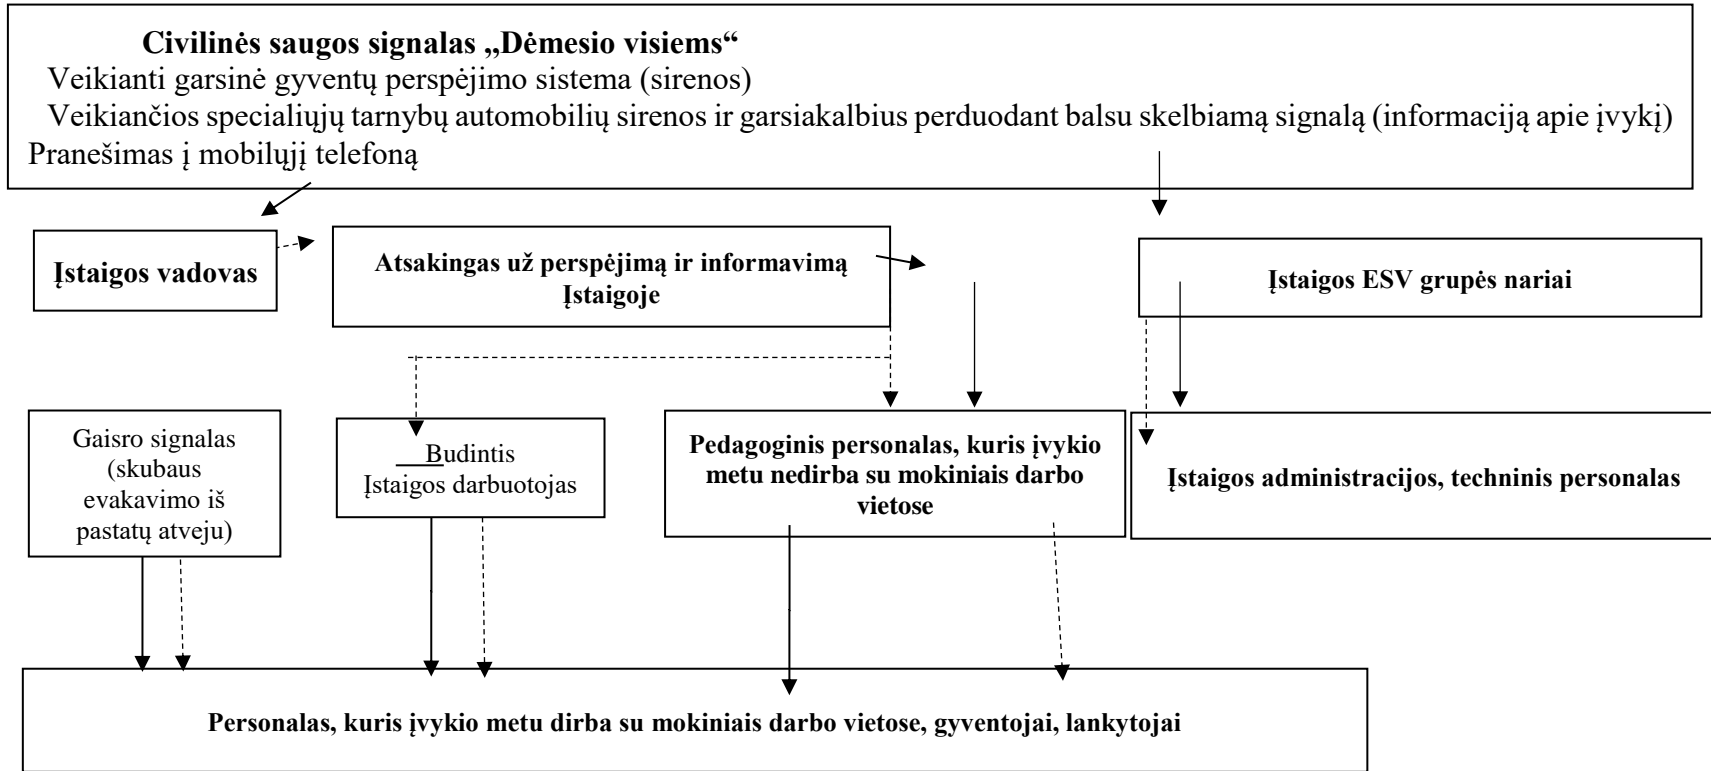 Civilinės saugos signalas „Dėmesio visiems“
Veikianti garsinė gyventų perspėjimo sistema (sirenos)
Veikiančios specialiųjų tarnybų automobilių sirenos ir garsiakalbius perduodant balsu skelbiamą signalą (informaciją apie įvykį)
Pranešimas į mobilųjį telefoną
Įstaigos vadovas
Atsakingas už perspėjimą ir informavimą
Įstaigoje
Įstaigos ESV grupės nariai
Gaisro signalas
(skubaus
evakavimo iš
pastatų atveju)
Budintis
Įstaigos darbuotojas
Pedagoginis personalas, kuris įvykio
metu nedirba su mokiniais darbo
vietose
Įstaigos administracijos, techninis personalas
Personalas, kuris įvykio metu dirba su mokiniais darbo vietose, gyventojai, lankytojai